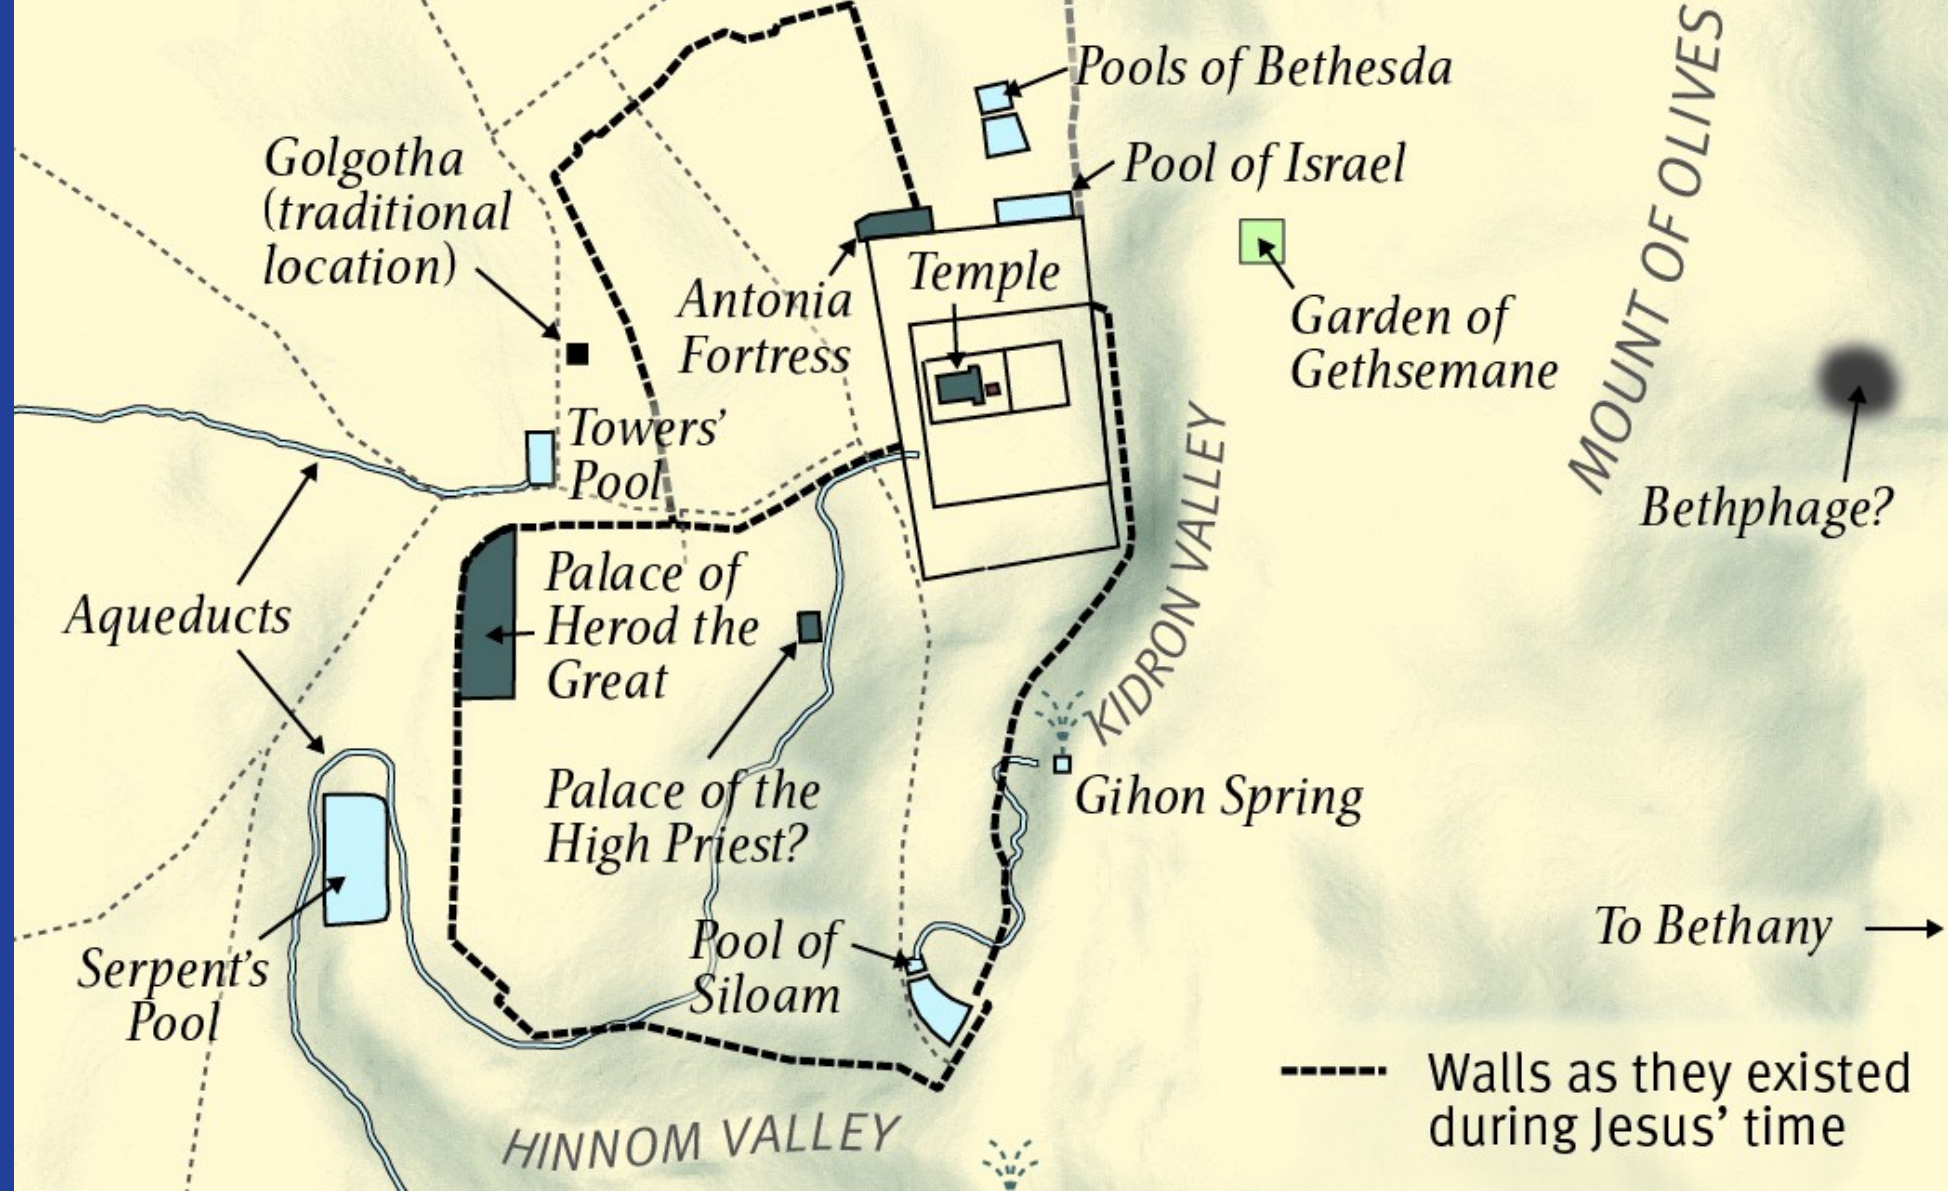 Pools of Bethesda
Pool of Israel
Golgotha
(traditional
location)
MOUNT OF OLIVES
Temple
Antonia
Fortress
Garden of
Gethsemane
Towers'
Pool
KIDRON VALLEY
Bethphage?
Palace of
Herod the
Great
Aqueducts
Palace of the
High Priest?
Gihon Spring
Pool of
Siloam
To Bethany
Serpent's
Pool
Walls as they existed
during Jesus' time
HINNOM VALLEY